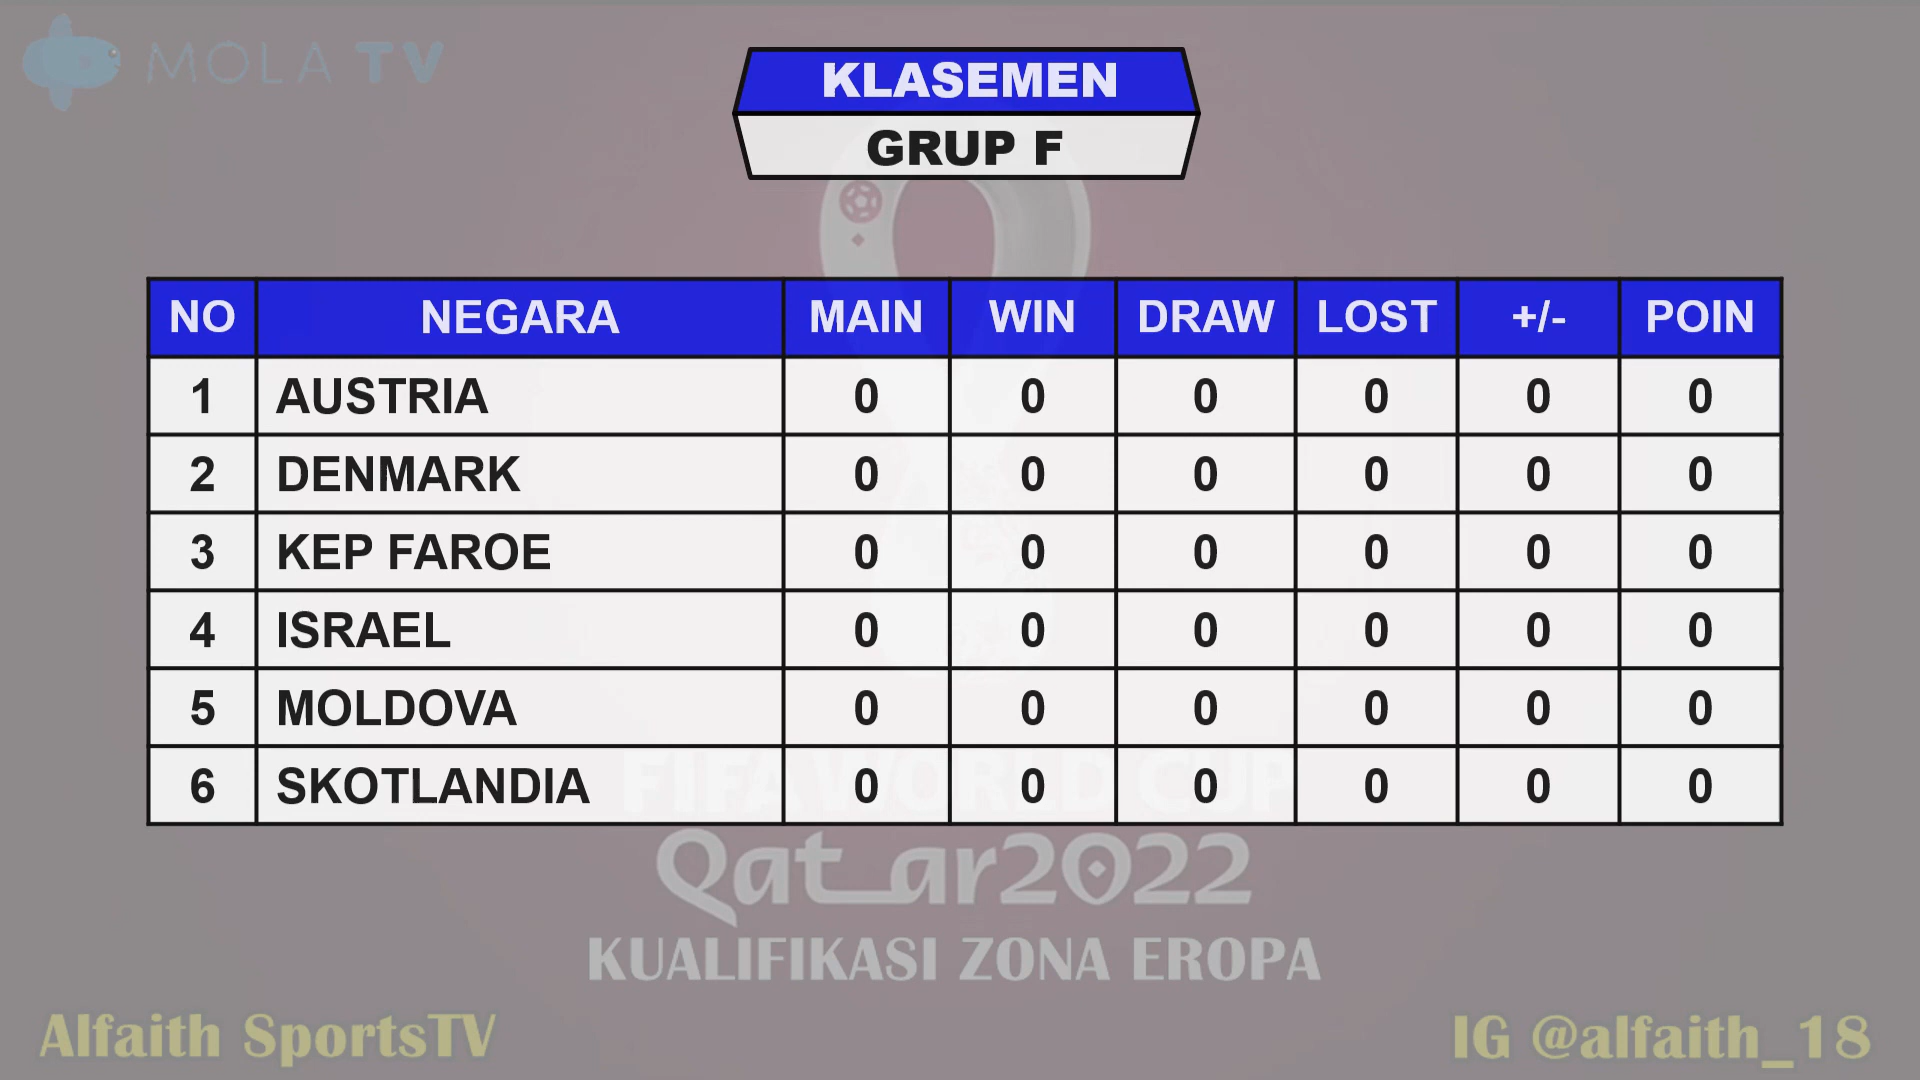 MOLA TV
KLASEMEN
GRUP F
NO NEGARA MAIN WIN DRAW LOST +/- POIN
1 AUSTRIA 0 0 0 0 0 0
2 DENMARK 0 0 0 0 0 0
3 KEP FAROE 0 0 0 0 0 0
4 ISRAEL 0 0 0 0 0 0
5 MOLDOVA 0 0 0 0 0 0
6 SKOTLANDIA 0 0 0 0 0 0
FIFA WORLD CUP
Qatar2022
KUALIFIKASI ZONA EROPA
Alfaith SportsTV
IG @alfaith_18